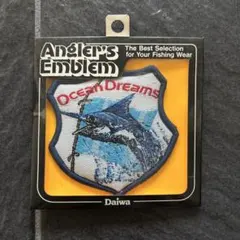 Angler's
Emblem
The Best Selection
for Your Fishing Wear
Ocean Dreams
Daiwa